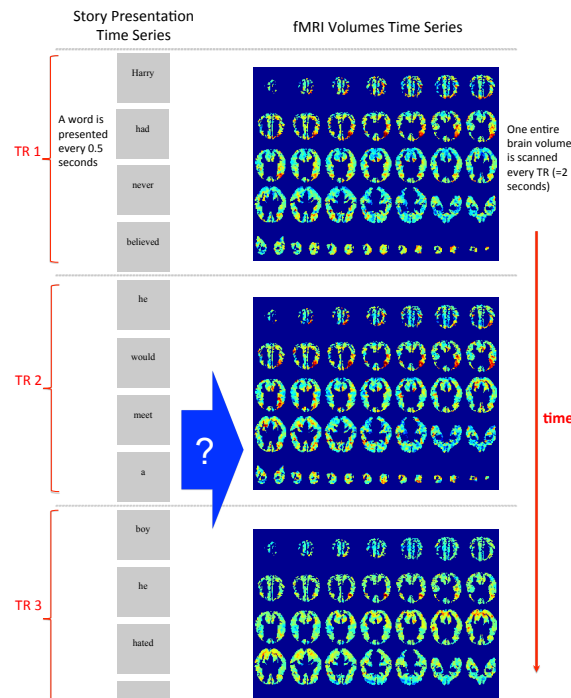 Story Presentation
Time Series
fMRI Volumes Time Series
TR 1
A word is
presented
every 0.5
seconds
Harry
had
never
believed
One entire
brain volume
is scanned
every TR (=2
seconds)
TR 2
he
would
meet
a
?
time
TR 3
boy
he
hated